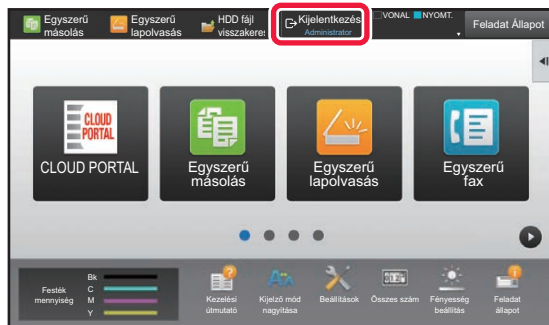 Egyszerű
másolás
Egyszerű
lapolvasás
HDD fájl
visszakeres
Kijelentkezés
Administrator
VONAL
NYOMT.
Feladat Állapot
CLOUD
PORTAL
CLOUD PORTAL
Egyszerű
másolás
Egyszerű
lapolvasás
Egyszerű
fax
Festék
mennyiség
Bk
C
M
Y
Kezelési
útmutató
Kijelző mód
nagyítása
Beállítások
Összes szám
Fényesség
beállítás
Feladat
állapot